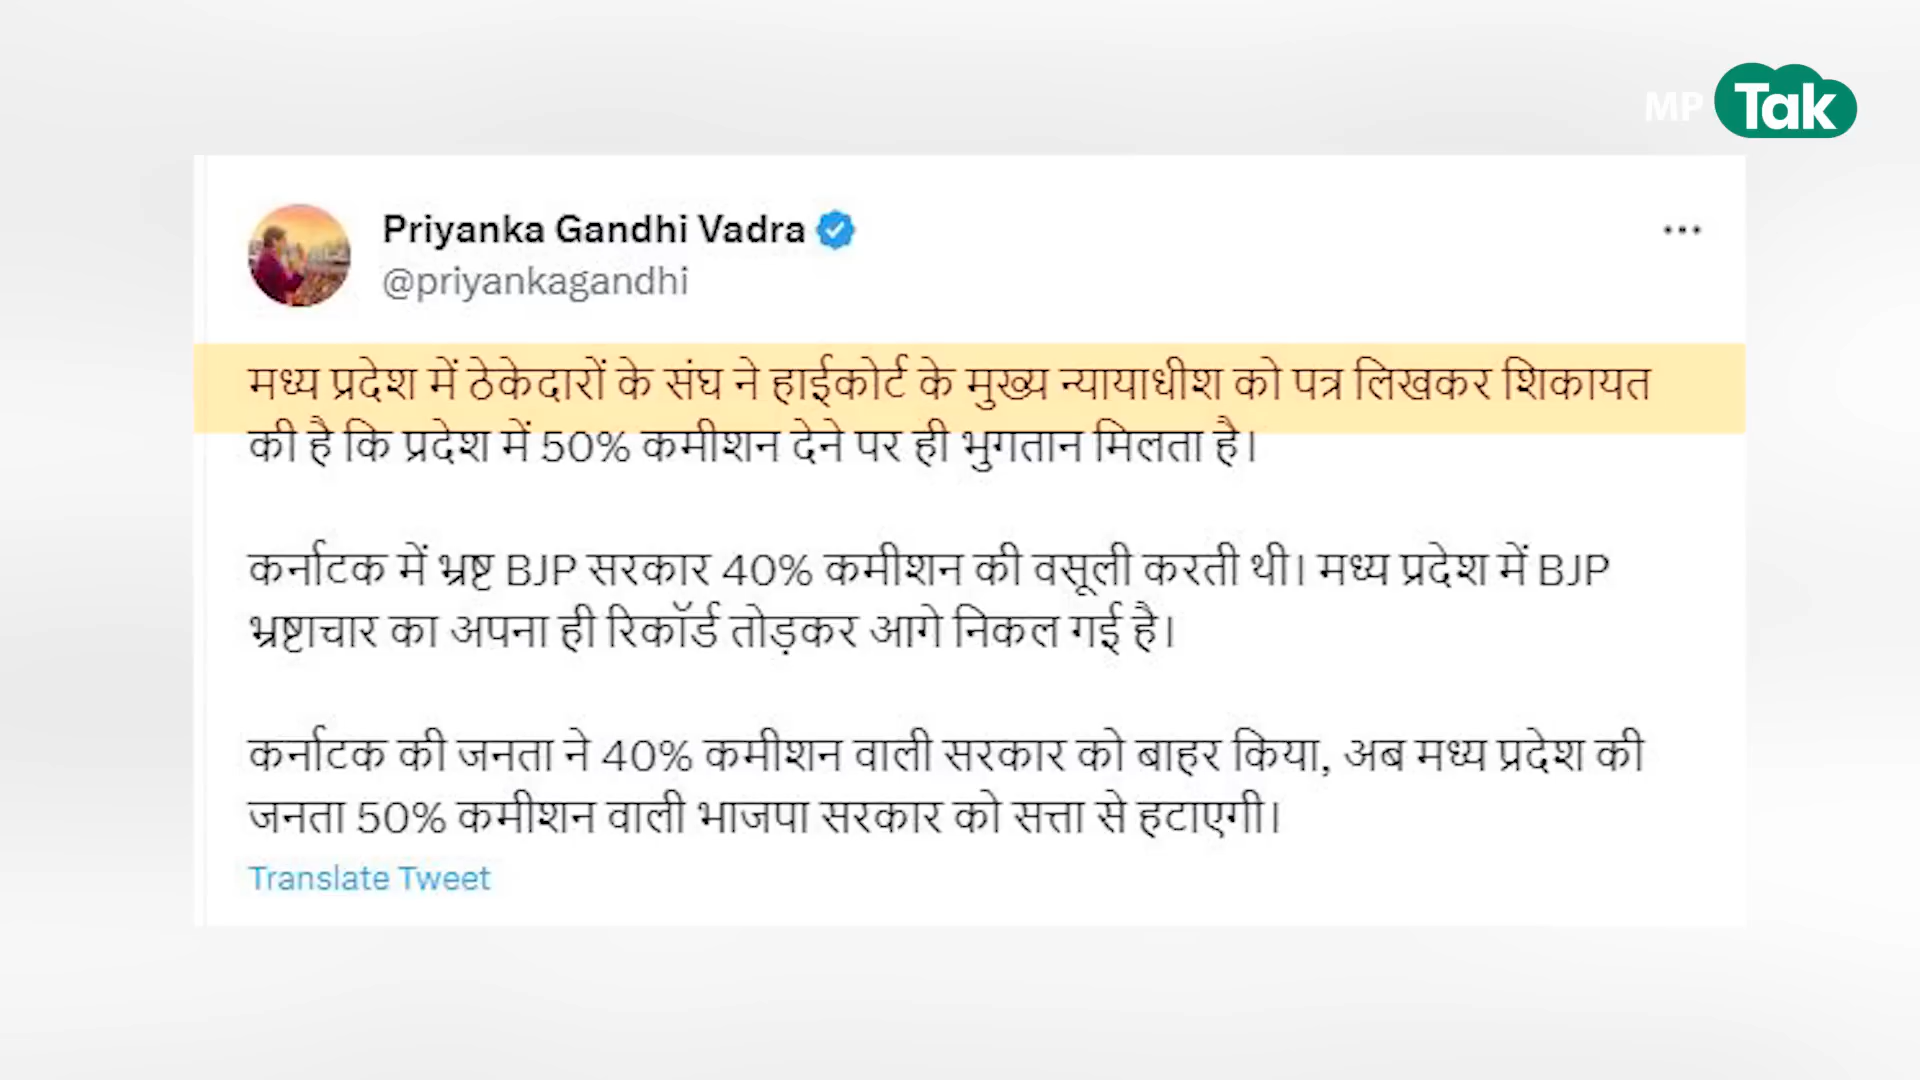 MP Tak
Priyanka Gandhi Vadra
@priyankagandhi
मध्य प्रदेश में ठेकेदारों के संघ ने हाईकोर्ट के मुख्य न्यायाधीश को पत्र लिखकर शिकायत
की है कि प्रदेश में 50% कमीशन देने पर ही भुगतान मिलता है।
कर्नाटक में भ्रष्ट BJP सरकार 40% कमीशन की वसूली करती थी। मध्य प्रदेश में BJP
भ्रष्टाचार का अपना ही रिकॉर्ड तोड़कर आगे निकल गई है।
कर्नाटक की जनता ने 40% कमीशन वाली सरकार को बाहर किया, अब मध्य प्रदेश की
जनता 50% कमीशन वाली भाजपा सरकार को सत्ता से हटाएगी।
Translate Tweet